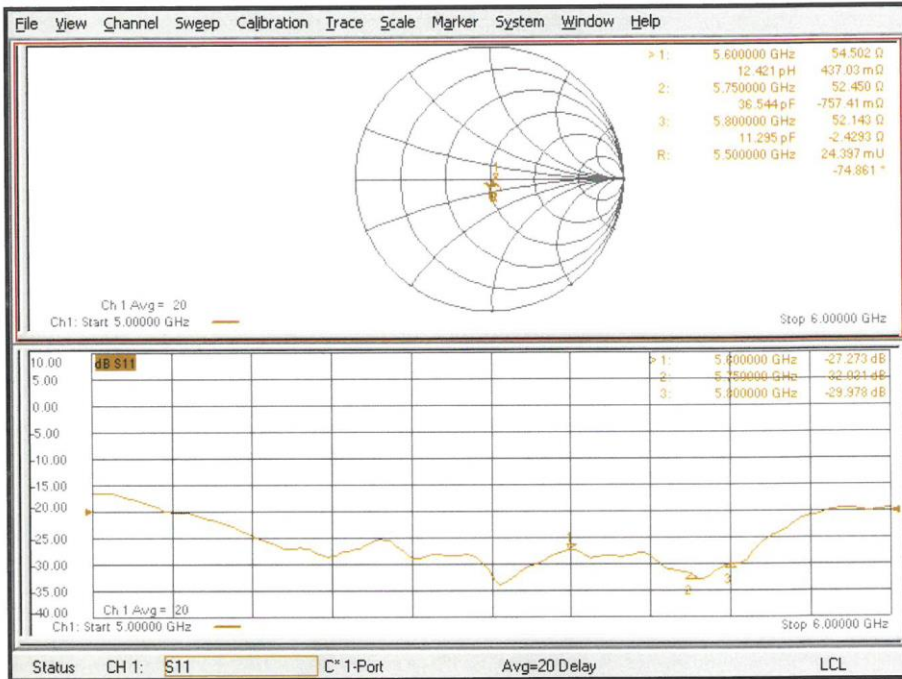 File View Channel Sweep Calibration Trace Scale Marker System Window Help
> 1: 5.600000 GHz 54.502 Ω
12.421 pH 437.03 mΩ
2: 5.750000 GHz 52.450 Ω
36.544 pF -757.41 mΩ
3: 5.800000 GHz 52.143 Ω
11.295 pF -2.4293 Ω
R: 5.500000 GHz 24.397 mU
-74.861 °
Ch 1 Avg = 20
Ch1: Start 5.00000 GHz
Stop 6.00000 GHz
10.00
dB S11
5.00
0.00
-5.00
-10.00
-15.00
-20.00
-25.00
-30.00
-35.00
-40.00
> 1: 5.600000 GHz -27.273 dB
2: 5.750000 GHz -32.021 dB
3: 5.800000 GHz -29.978 dB
1
2
3
Ch 1 Avg = 20
Ch1: Start 5.00000 GHz
Stop 6.00000 GHz
Status CH 1: S11 C* 1-Port Avg=20 Delay LCL